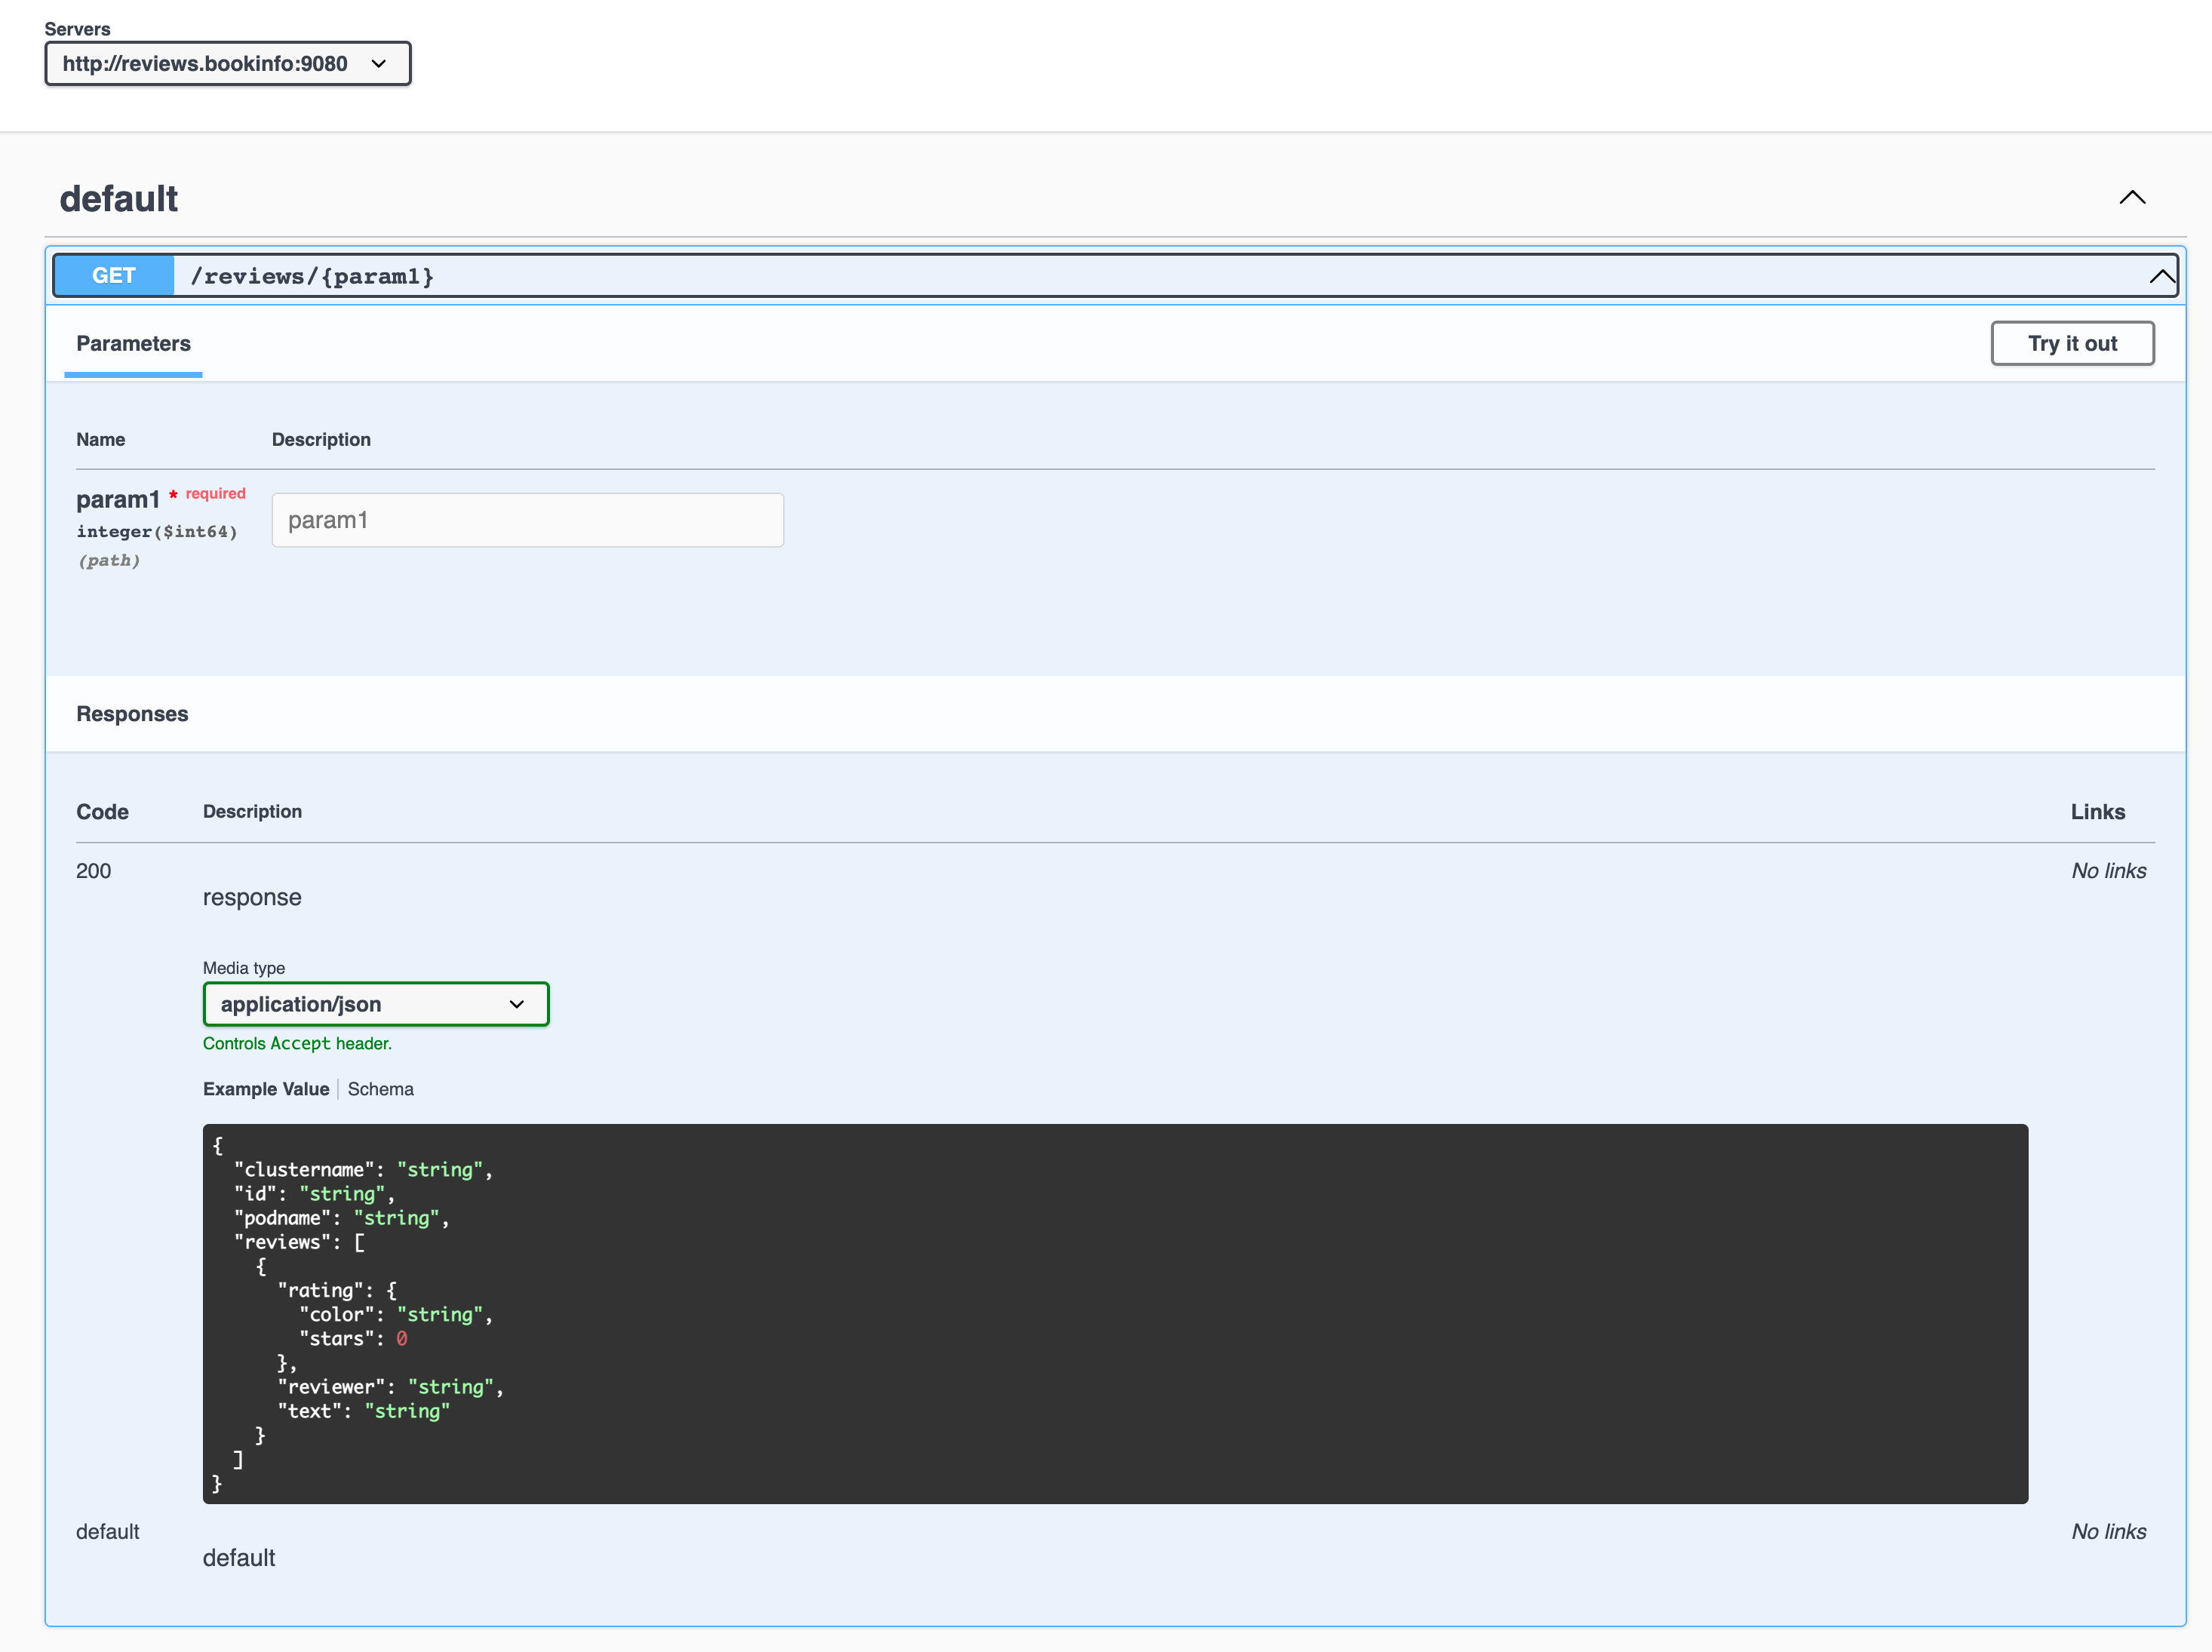 Servers
http://reviews.bookinfo:9080
default
GET /reviews/{param1}
Parameters
Try it out
Name Description
param1 * required
integer($int64)
(path)
param1
Responses
Code Description Links
200 No links
response
Media type
application/json
Controls Accept header.
Example Value Schema
{
  "clustername": "string",
  "id": "string",
  "podname": "string",
  "reviews": [
    {
      "rating": {
        "color": "string",
        "stars": 0
      },
      "reviewer": "string",
      "text": "string"
    }
  ]
}
default No links
default